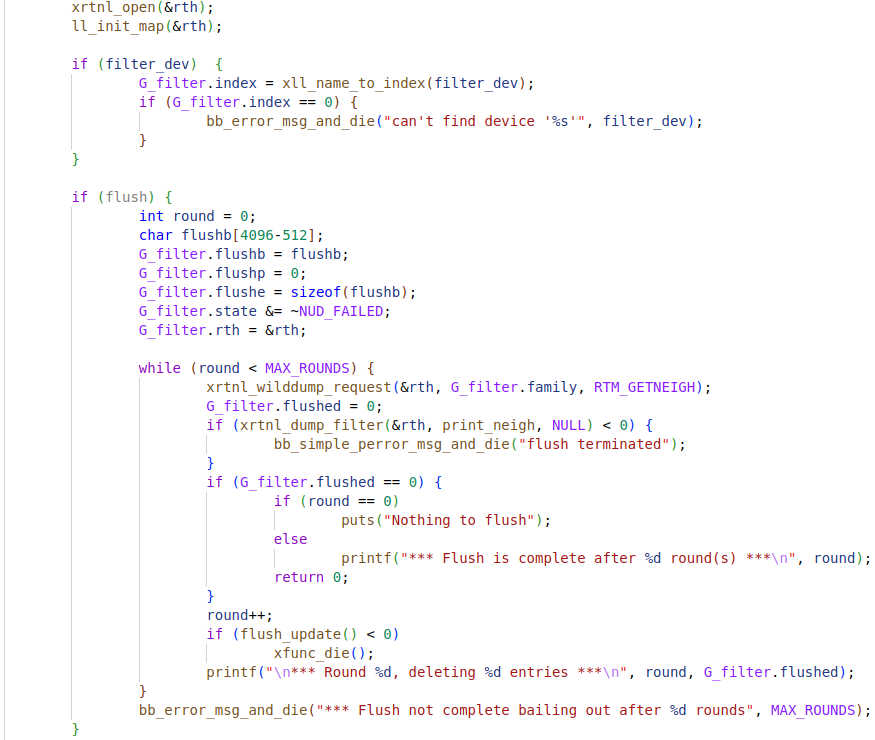 xrtnl_open(&rth);
ll_init_map(&rth);

if (filter_dev)  {
        G_filter.index = xll_name_to_index(filter_dev);
        if (G_filter.index == 0) {
                bb_error_msg_and_die("can't find device '%s'", filter_dev);
        }
}

if (flush) {
        int round = 0;
        char flushb[4096-512];
        G_filter.flushb = flushb;
        G_filter.flushp = 0;
        G_filter.flushe = sizeof(flushb);
        G_filter.state &= ~NUD_FAILED;
        G_filter.rth = &rth;

        while (round < MAX_ROUNDS) {
                xrtnl_wilddump_request(&rth, G_filter.family, RTM_GETNEIGH);
                G_filter.flushed = 0;
                if (xrtnl_dump_filter(&rth, print_neigh, NULL) < 0) {
                        bb_simple_perror_msg_and_die("flush terminated");
                }
                if (G_filter.flushed == 0) {
                        if (round == 0)
                                puts("Nothing to flush");
                        else
                                printf("*** Flush is complete after %d round(s) ***\n", round);
                        return 0;
                }
                round++;
                if (flush_update() < 0)
                        xfunc_die();
                printf("\n*** Round %d, deleting %d entries ***\n", round, G_filter.flushed);
        }
        bb_error_msg_and_die("*** Flush not complete bailing out after %d rounds", MAX_ROUNDS);
}